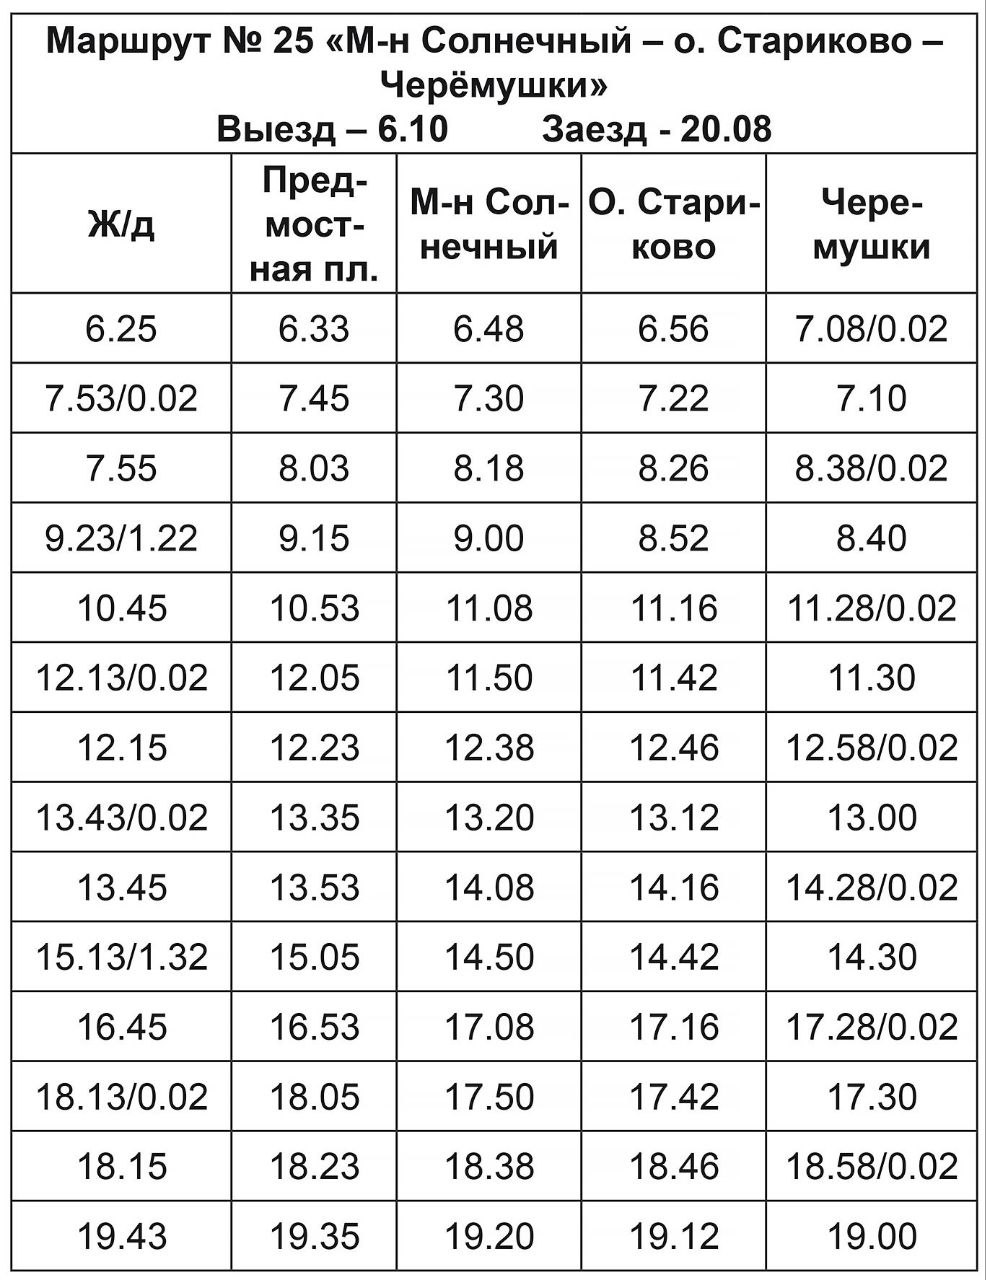 Маршрут № 25 «М-н Солнечный – о. Стариково –
Черёмушки»
Выезд – 6.10 Заезд - 20.08
Ж/д Пред-
мост-
ная пл. М-н Сол-
нечный О. Стари-
ково Чере-
мушки
6.25 6.33 6.48 6.56 7.08/0.02
7.53/0.02 7.45 7.30 7.22 7.10
7.55 8.03 8.18 8.26 8.38/0.02
9.23/1.22 9.15 9.00 8.52 8.40
10.45 10.53 11.08 11.16 11.28/0.02
12.13/0.02 12.05 11.50 11.42 11.30
12.15 12.23 12.38 12.46 12.58/0.02
13.43/0.02 13.35 13.20 13.12 13.00
13.45 13.53 14.08 14.16 14.28/0.02
15.13/1.32 15.05 14.50 14.42 14.30
16.45 16.53 17.08 17.16 17.28/0.02
18.13/0.02 18.05 17.50 17.42 17.30
18.15 18.23 18.38 18.46 18.58/0.02
19.43 19.35 19.20 19.12 19.00